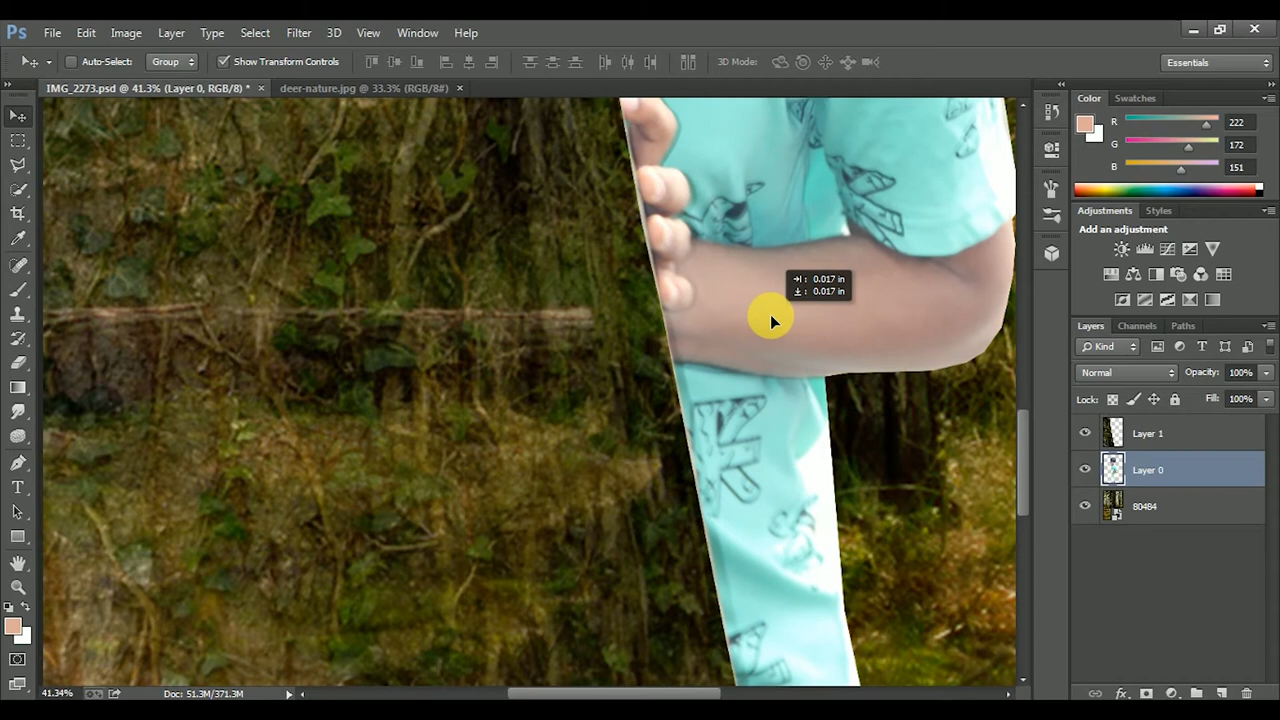 Ps File Edit Image Layer Type Select Filter 3D View Window Help
Auto-Select: Group Show Transform Controls 3D Mode: Essentials
IMG_2273.psd @ 41.3% (Layer 0, RGB/8) * × deer-nature.jpg @ 33.3% (RGB/8#) ×
Color Swatches
R 222
G 172
B 151
Adjustments Styles
Add an adjustment
→: 0.017 in
↓: 0.017 in
Layers Channels Paths
Kind
Normal Opacity: 100%
Lock: Fill: 100%
Layer 1
Layer 0
80484
41.34% Doc: 51.3M/371.3M